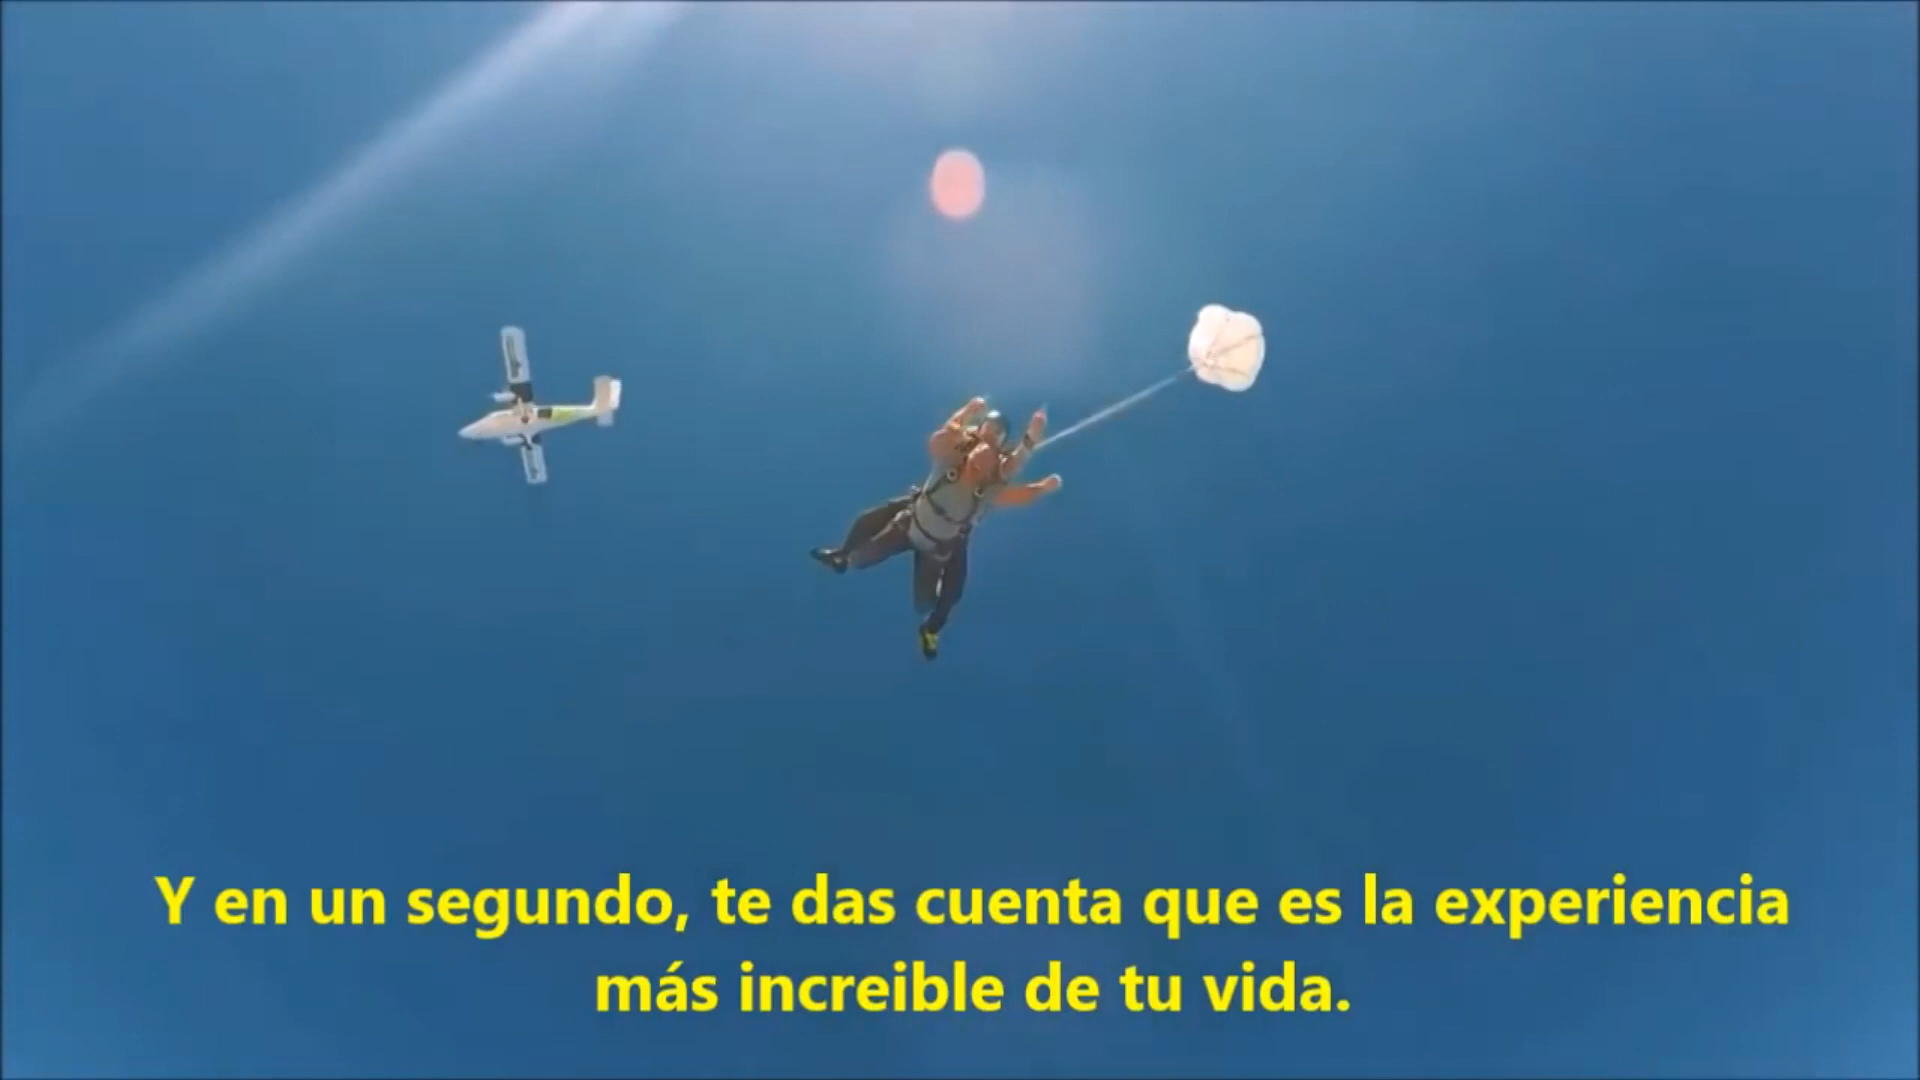 Y en un segundo, te das cuenta que es la experiencia
más increible de tu vida.